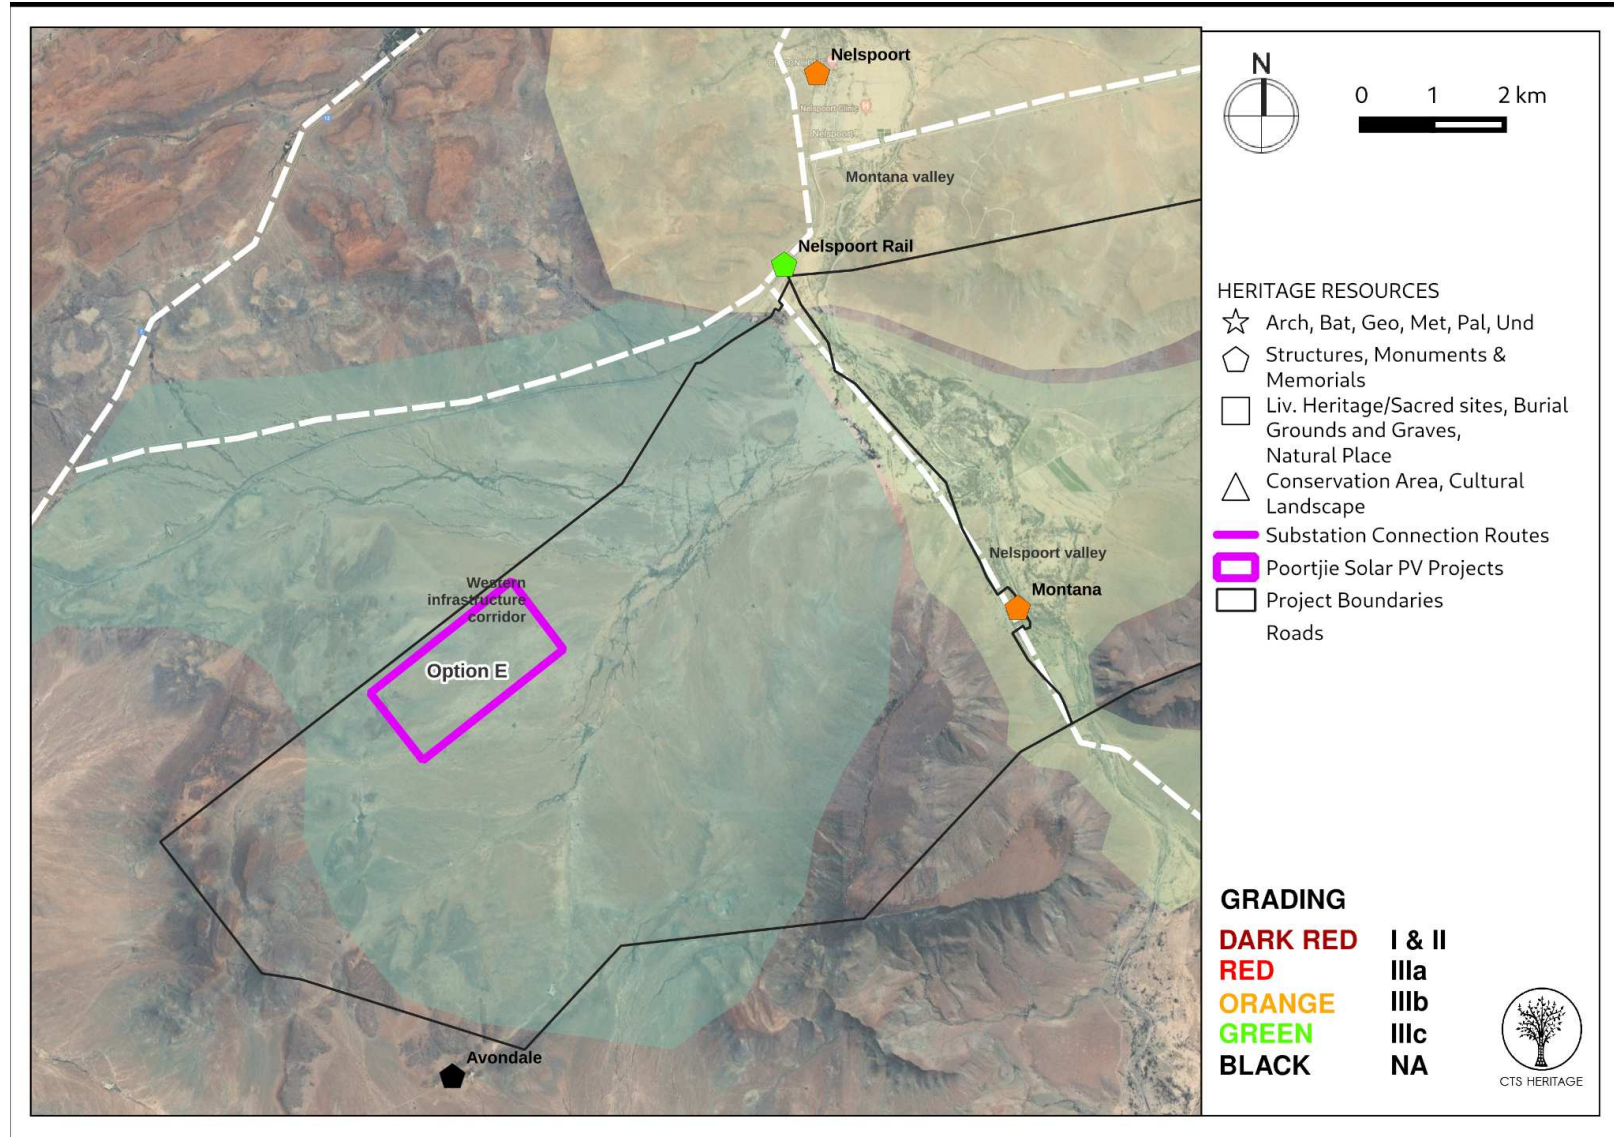 Nelspoort
Nelspoort Clinic
Nelspoort
Montana valley
Nelspoort Rail
Western
infrastructure
corridor
Option E
Nelspoort valley
Montana
Avondale
N
0 1 2 km
HERITAGE RESOURCES
Arch, Bat, Geo, Met, Pal, Und
Structures, Monuments &
Memorials
Liv. Heritage/Sacred sites, Burial
Grounds and Graves,
Natural Place
Conservation Area, Cultural
Landscape
Substation Connection Routes
Poortjie Solar PV Projects
Project Boundaries
Roads
GRADING
DARK RED I & II
RED IIIa
ORANGE IIIb
GREEN IIIc
BLACK NA
CTS HERITAGE